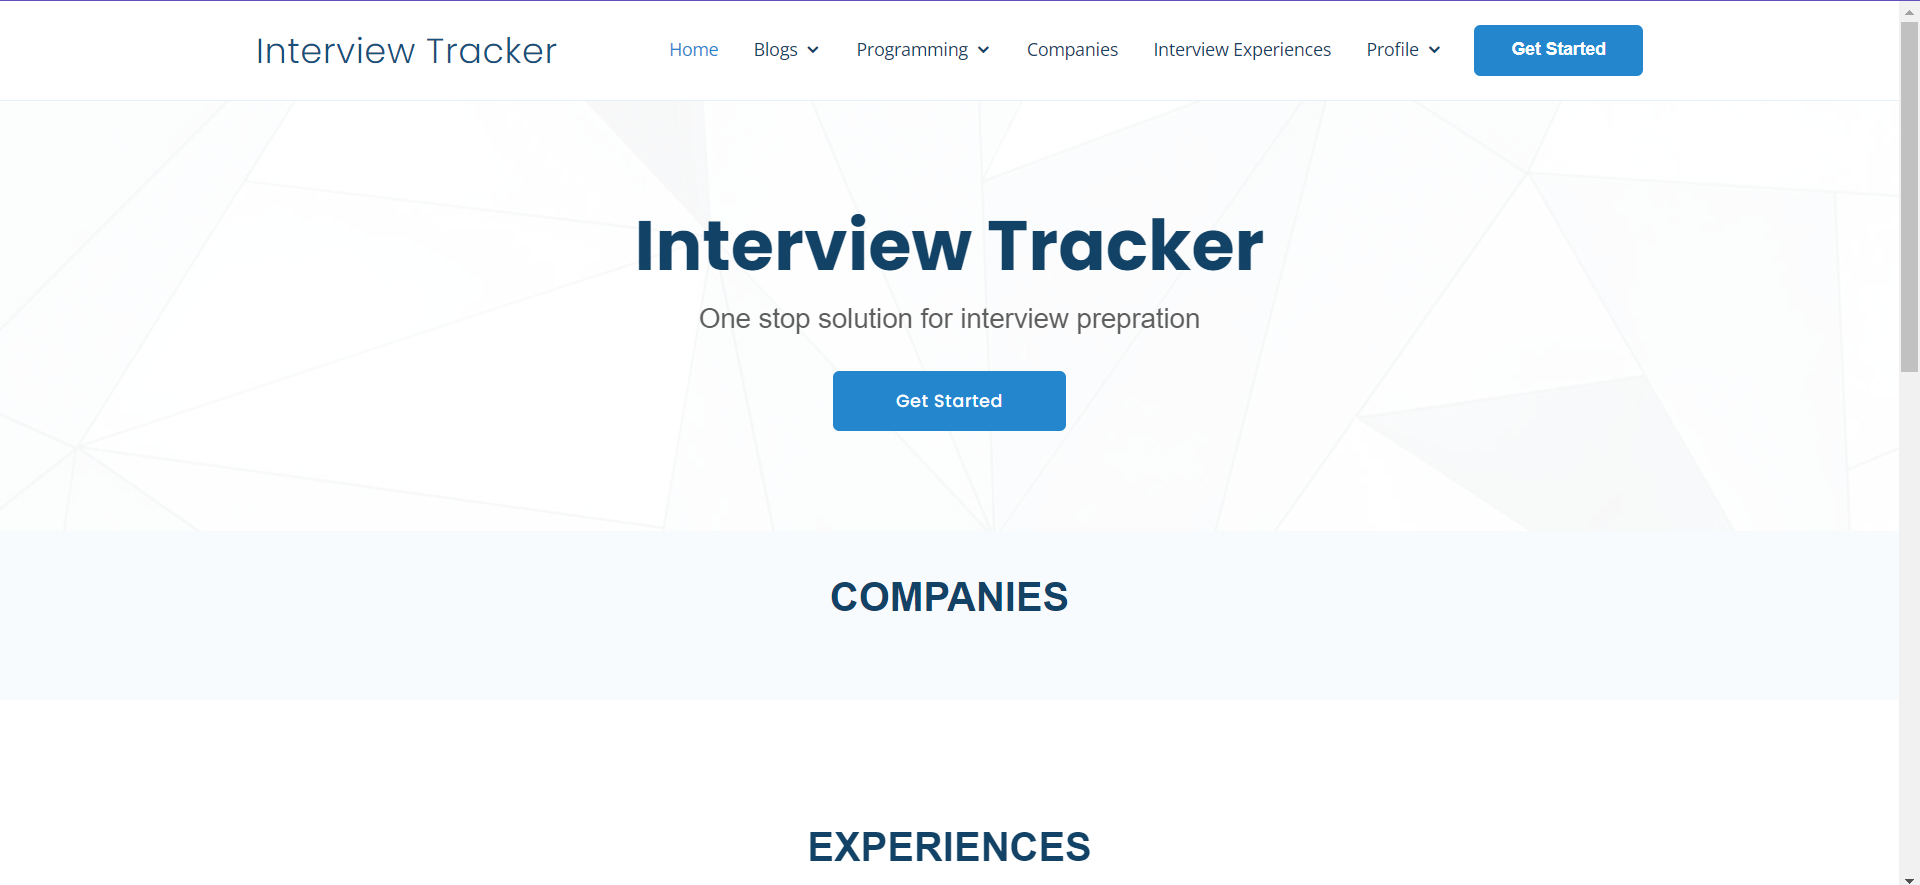 Interview Tracker
Home Blogs Programming Companies Interview Experiences Profile Get Started
Interview Tracker
One stop solution for interview prepration
Get Started
COMPANIES
EXPERIENCES